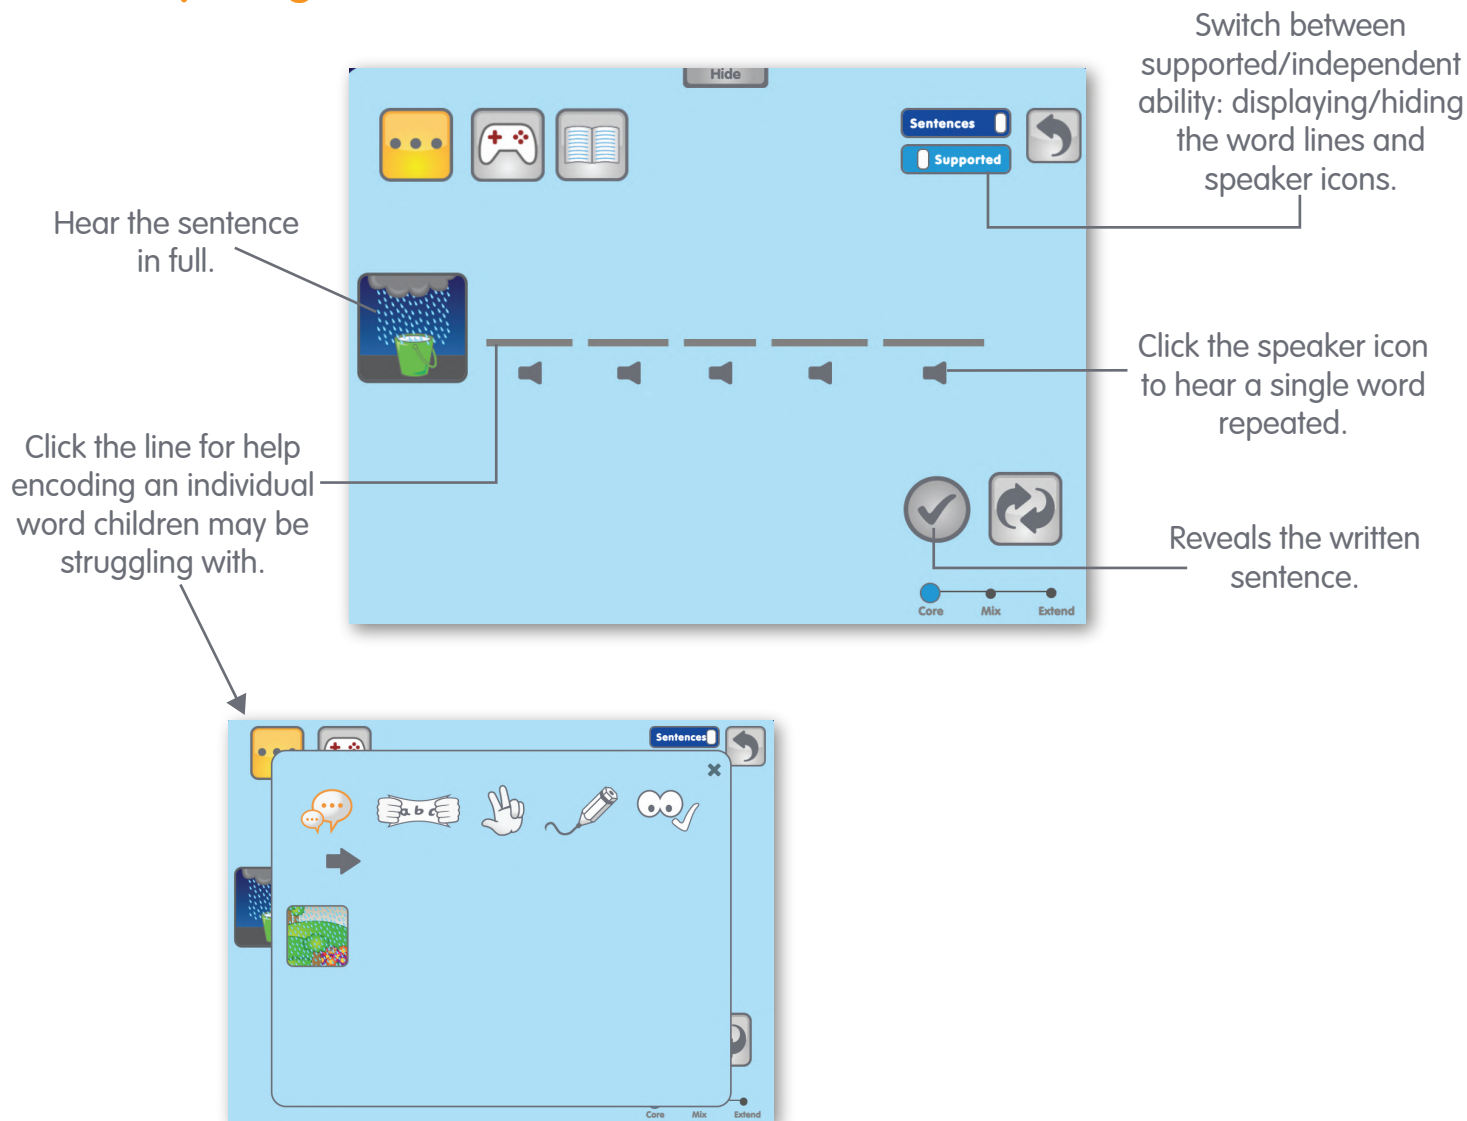 Switch between
supported/independent
ability: displaying/hiding
the word lines and
speaker icons.
Hide
Sentences
Supported
Hear the sentence
in full.
Click the speaker icon
to hear a single word
repeated.
Click the line for help
encoding an individual
word children may be
struggling with.
Reveals the written
sentence.
Core Mix Extend
Sentences
a b c
Core Mix Extend